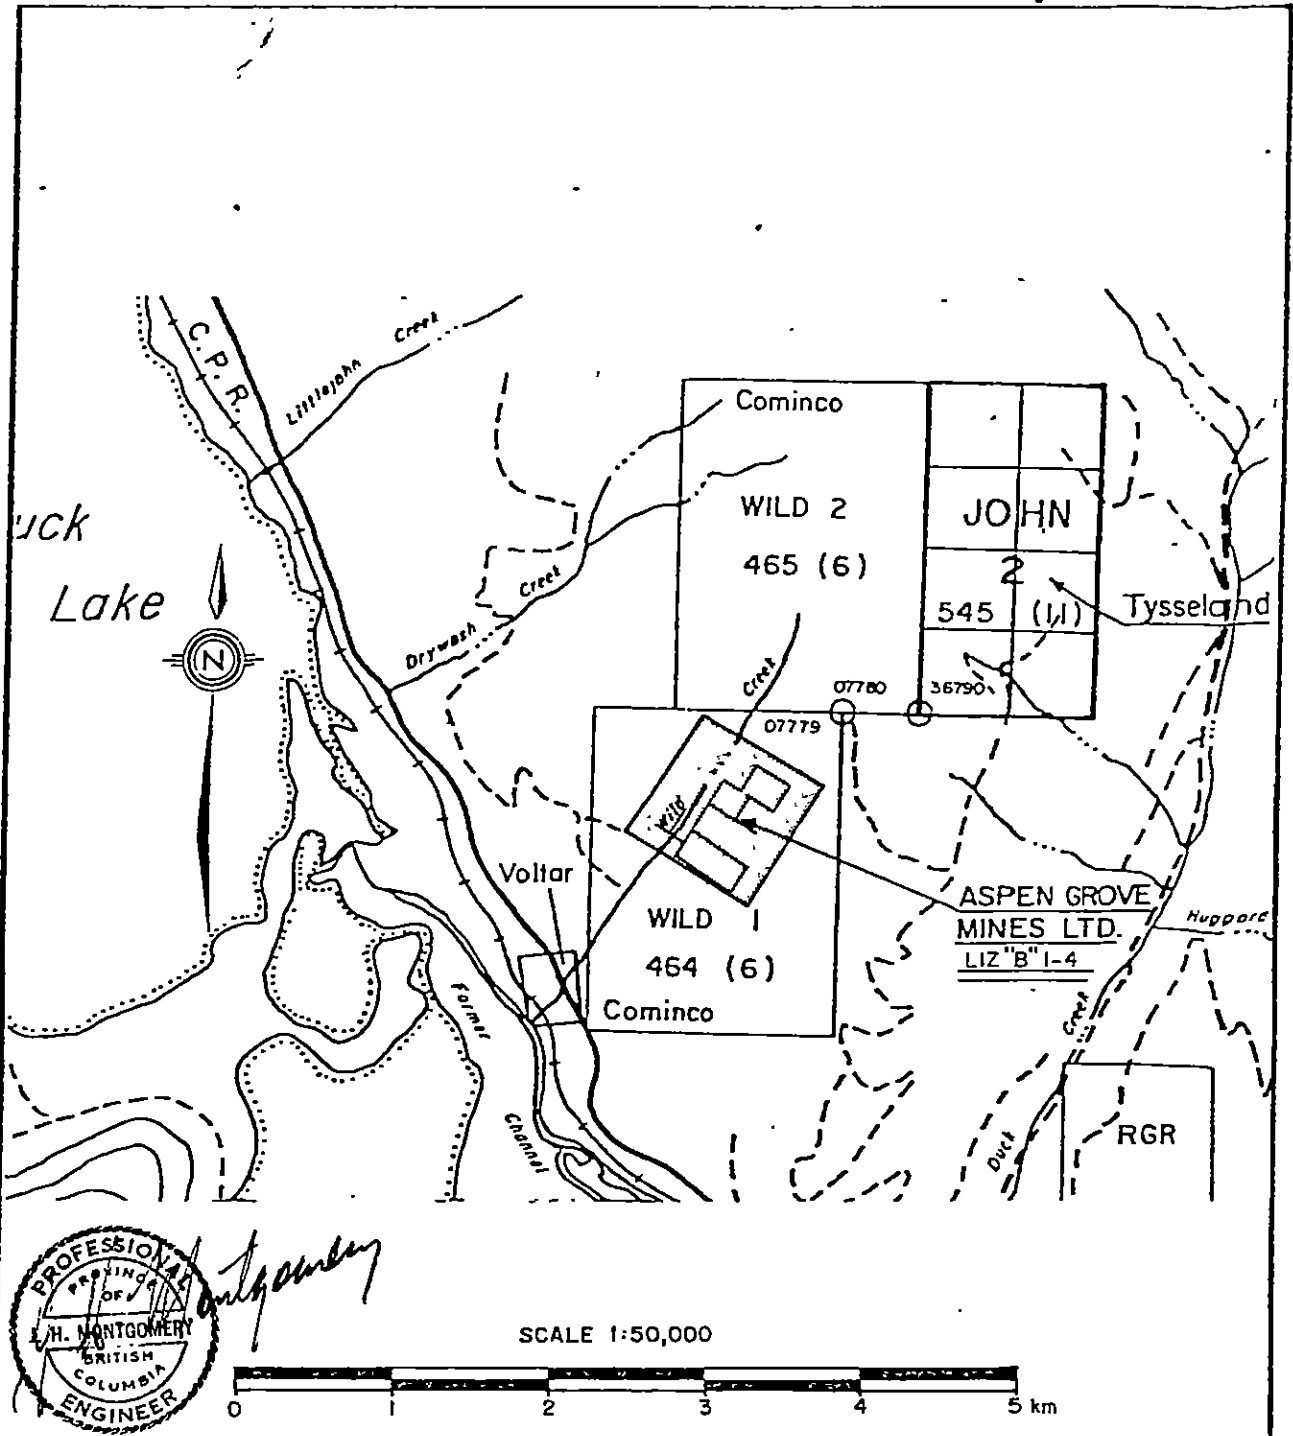 C. P. R.
Littlejohn Creek
Cominco
WILD 2
465 (6)
JOHN
2
545 (11)
Tysseland
Lake
N
Drywash Creek
Creek
07780
36790
07779
Wild
Voltar
WILD 1
464 (6)
Cominco
ASPEN GROVE
MINES LTD.
LIZ "B" 1-4
Huggard
Former
Channel
Creek
Duck
RGR
PROFESSIONAL
PROVINCE
OF
H. MONTGOMERY
BRITISH
COLUMBIA
ENGINEER
Montgomery
SCALE 1:50,000
0 1 2 3 4 5 km